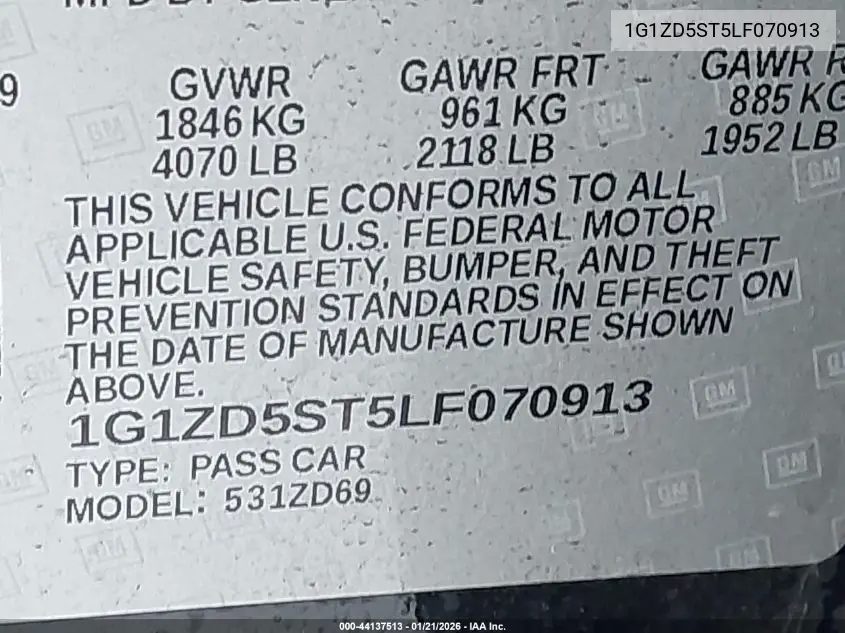 1G1ZD5ST5LF070913
9
GVWR GAWR FRT GAWR
1846 KG 961 KG 885 KG
4070 LB 2118 LB 1952 LB
THIS VEHICLE CONFORMS TO ALL
APPLICABLE U.S. FEDERAL MOTOR
VEHICLE SAFETY, BUMPER, AND THEFT
PREVENTION STANDARDS IN EFFECT ON
THE DATE OF MANUFACTURE SHOWN
ABOVE.
1G1ZD5ST5LF070913
TYPE: PASS CAR
MODEL: 531ZD69
000-44137513 - 01/21/2026 - IAA Inc.